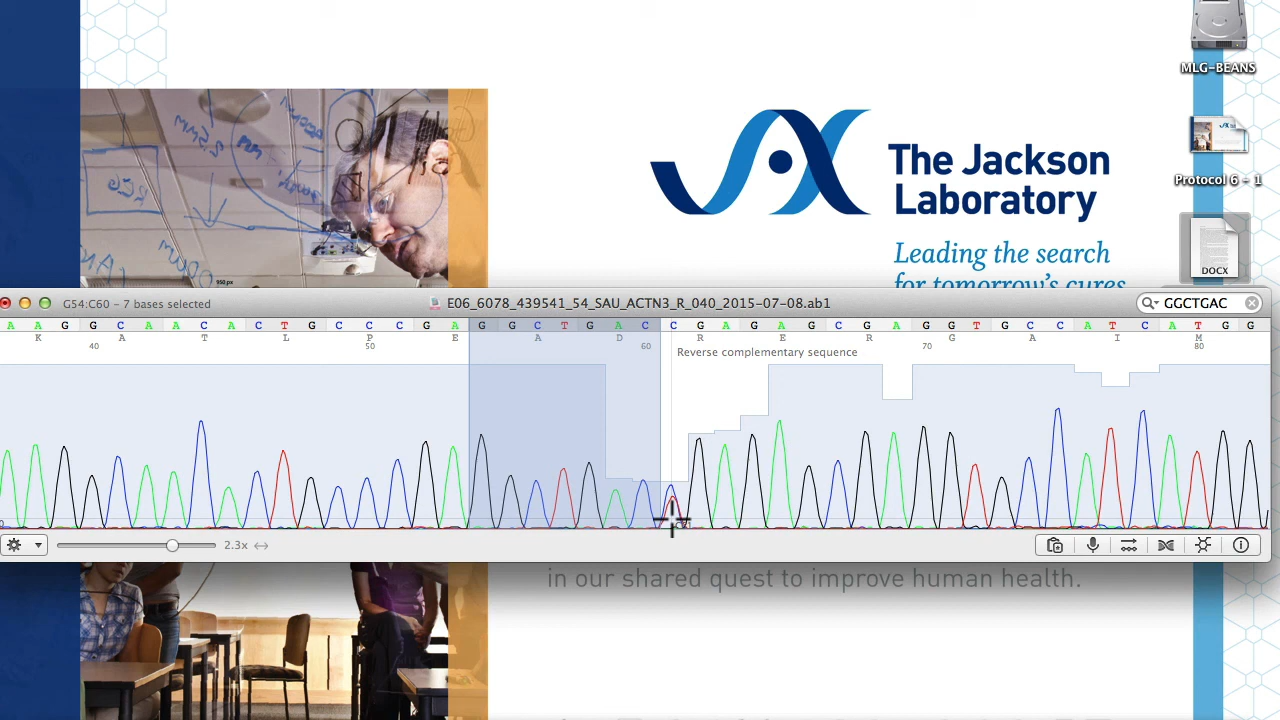 MLG-BEANS
The Jackson
Laboratory
Protocol 6 - 1
Leading the search
for tomorrow's cures
DOCX
950 px
G54:C60 – 7 bases selected
E06_6078_439541_54_SAU_ACTN3_R_040_2015-07-08.ab1
GGCTGAC
A A G G C A A C A C T G C C C G A G G C T G A C C G A G A G C G A G G T G C C A T C A T G G
K A T L P E A D R E R G A I M
40 50 60 70 80
Reverse complementary sequence
2.3x
in our shared quest to improve human health.